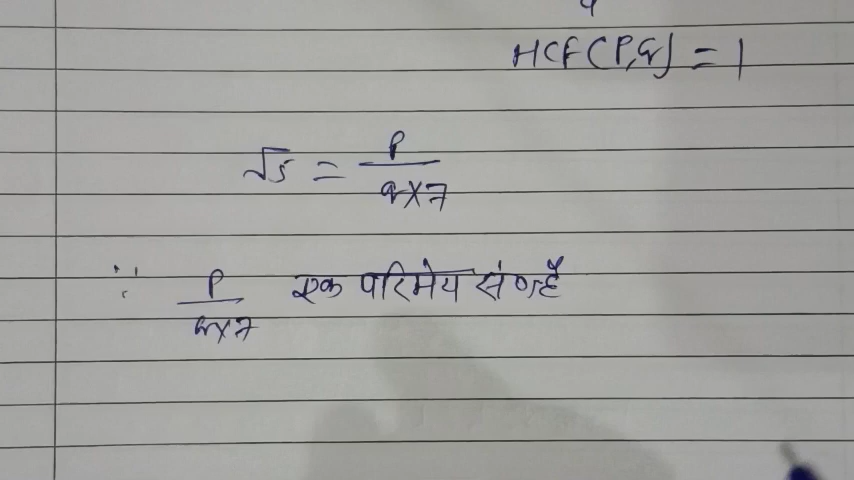 HCF(P,q) = 1
√5 = P / q×7
∵ P / q×7 एक परिमेय सं० है